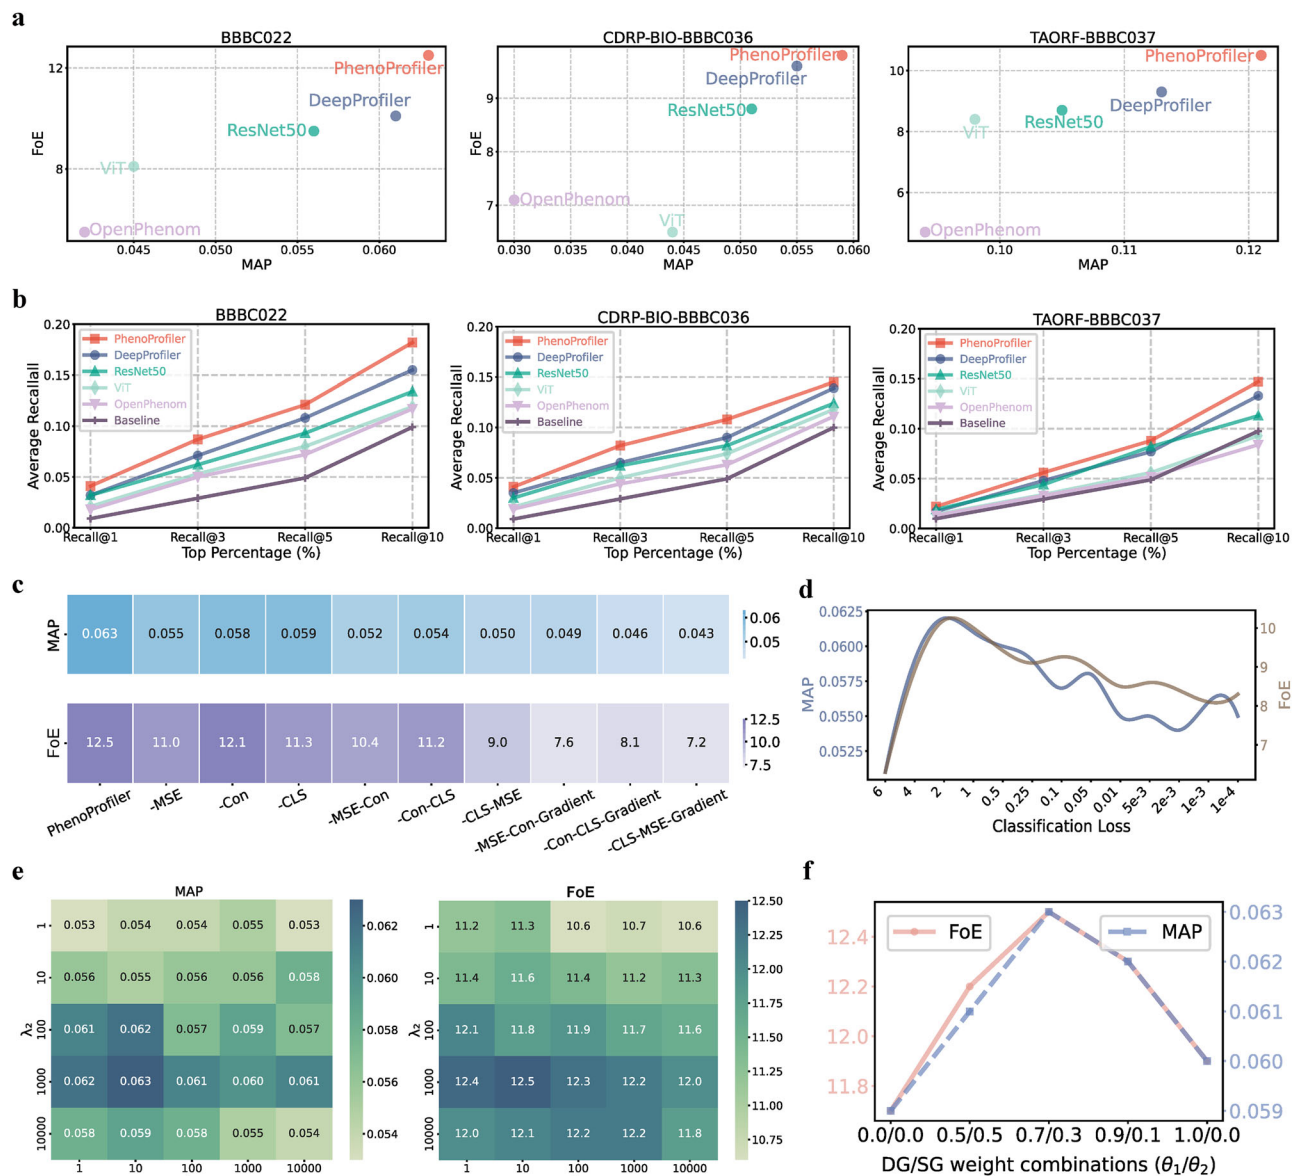 a
BBBC022
CDRP-BIO-BBBC036
TAORF-BBBC037
FoE
12
8
PhenoProfiler
DeepProfiler
ResNet50
ViT
OpenPhenom
0.045 0.050 0.055 0.060
MAP
FoE
9
8
7
PhenoProfiler
DeepProfiler
ResNet50
OpenPhenom
ViT
0.030 0.035 0.040 0.045 0.050 0.055 0.060
MAP
10
8
6
PhenoProfiler
DeepProfiler
ResNet50
ViT
OpenPhenom
0.10 0.11 0.12
MAP
b
BBBC022
Average Recallall
0.20
0.15
0.10
0.05
0.00
PhenoProfiler
DeepProfiler
ResNet50
ViT
OpenPhenom
Baseline
Recall@1 Recall@3 Recall@5 Recall@10
Top Percentage (%)
CDRP-BIO-BBBC036
Average Recallall
0.20
0.15
0.10
0.05
0.00
PhenoProfiler
DeepProfiler
ResNet50
ViT
OpenPhenom
Baseline
Recall@1 Recall@3 Recall@5 Recall@10
Top Percentage (%)
TAORF-BBBC037
Average Recallall
0.20
0.15
0.10
0.05
0.00
PhenoProfiler
DeepProfiler
ResNet50
ViT
OpenPhenom
Baseline
Recall@1 Recall@3 Recall@5 Recall@10
Top Percentage (%)
c
MAP
0.063 0.055 0.058 0.059 0.052 0.054 0.050 0.049 0.046 0.043
0.06
0.05
FoE
12.5 11.0 12.1 11.3 10.4 11.2 9.0 7.6 8.1 7.2
12.5
10.0
7.5
PhenoProfiler
-MSE
-Con
-CLS
-MSE-Con
-Con-CLS
-CLS-MSE
-MSE-Con-Gradient
-Con-CLS-Gradient
-CLS-MSE-Gradient
d
MAP
0.0625
0.0600
0.0575
0.0550
0.0525
10
9
8
7
FoE
6 4 2 1 0.5 0.25 0.1 0.05 0.01 5e-3 2e-3 1e-3 1e-4
Classification Loss
e
MAP
λ₂
1 0.053 0.054 0.054 0.055 0.053
10 0.056 0.055 0.056 0.056 0.058
100 0.061 0.062 0.057 0.059 0.057
1000 0.062 0.063 0.061 0.060 0.061
10000 0.058 0.059 0.058 0.055 0.054
1 10 100 1000 10000
0.062
0.060
0.058
0.056
0.054
FoE
λ₂
1 11.2 11.3 10.6 10.7 10.6
10 11.4 11.6 11.4 11.2 11.3
100 12.1 11.8 11.9 11.7 11.6
1000 12.4 12.5 12.3 12.2 12.0
10000 12.0 12.1 12.2 12.2 11.8
1 10 100 1000 10000
12.50
12.25
12.00
11.75
11.50
11.25
11.00
10.75
f
12.4
12.2
12.0
11.8
FoE
MAP
0.063
0.062
0.061
0.060
0.059
0.0/0.0 0.5/0.5 0.7/0.3 0.9/0.1 1.0/0.0
DG/SG weight combinations (θ₁/θ₂)